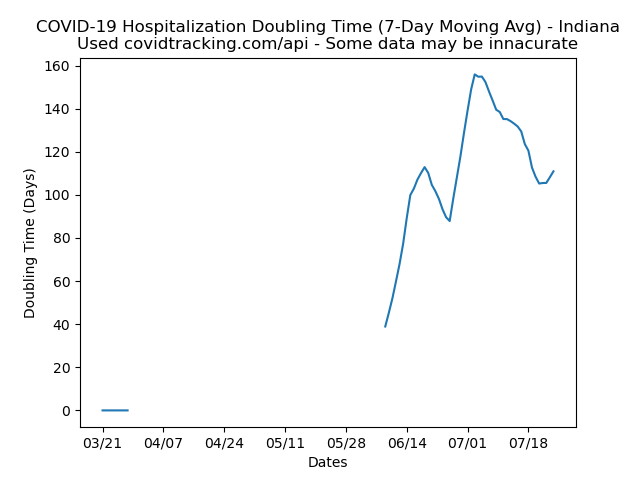 COVID-19 Hospitalization Doubling Time (7-Day Moving Avg) - Indiana
Used covidtracking.com/api - Some data may be innacurate
160
140
120
100
80
60
40
20
0
Doubling Time (Days)
03/21 04/07 04/24 05/11 05/28 06/14 07/01 07/18
Dates